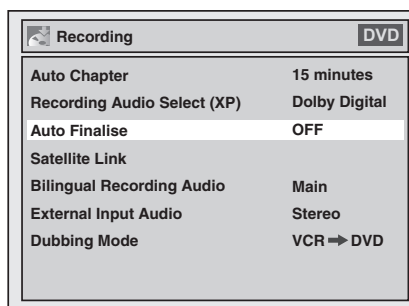 Recording DVD
Auto Chapter 15 minutes
Recording Audio Select (XP) Dolby Digital
Auto Finalise OFF
Satellite Link
Bilingual Recording Audio Main
External Input Audio Stereo
Dubbing Mode VCR ➡ DVD